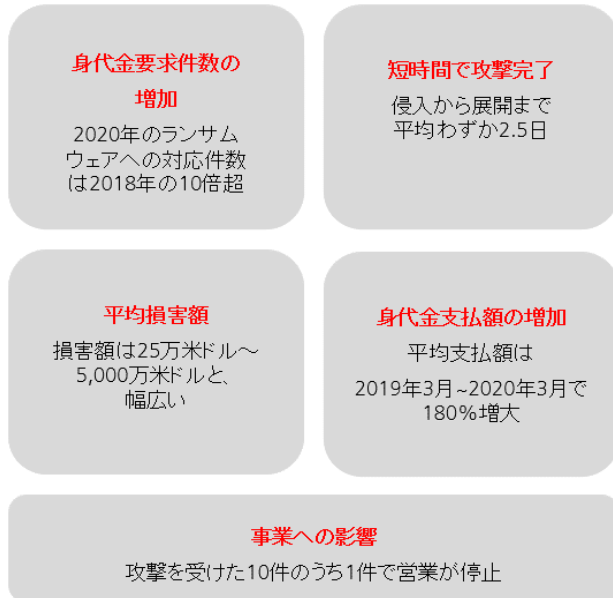 身代金要求件数の
増加
2020年のランサム
ウェアへの対応件数
は2018年の10倍超
短時間で攻撃完了
侵入から展開まで
平均わずか2.5日
平均損害額
損害額は25万米ドル～
5,000万米ドルと、
幅広い
身代金支払額の増加
平均支払額は
2019年3月~2020年3月で
180%増大
事業への影響
攻撃を受けた10件のうち1件で営業が停止